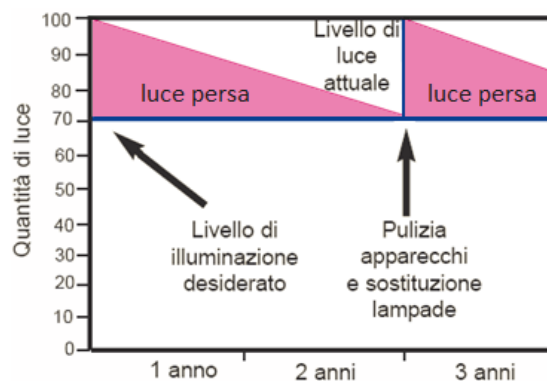 Quantità di luce
100
90
80
70
60
50
40
30
20
10
0
luce persa
Livello di
luce
attuale
luce persa
Livello di
illuminazione
desiderato
Pulizia
apparecchi
e sostituzione
lampade
1 anno
2 anni
3 anni